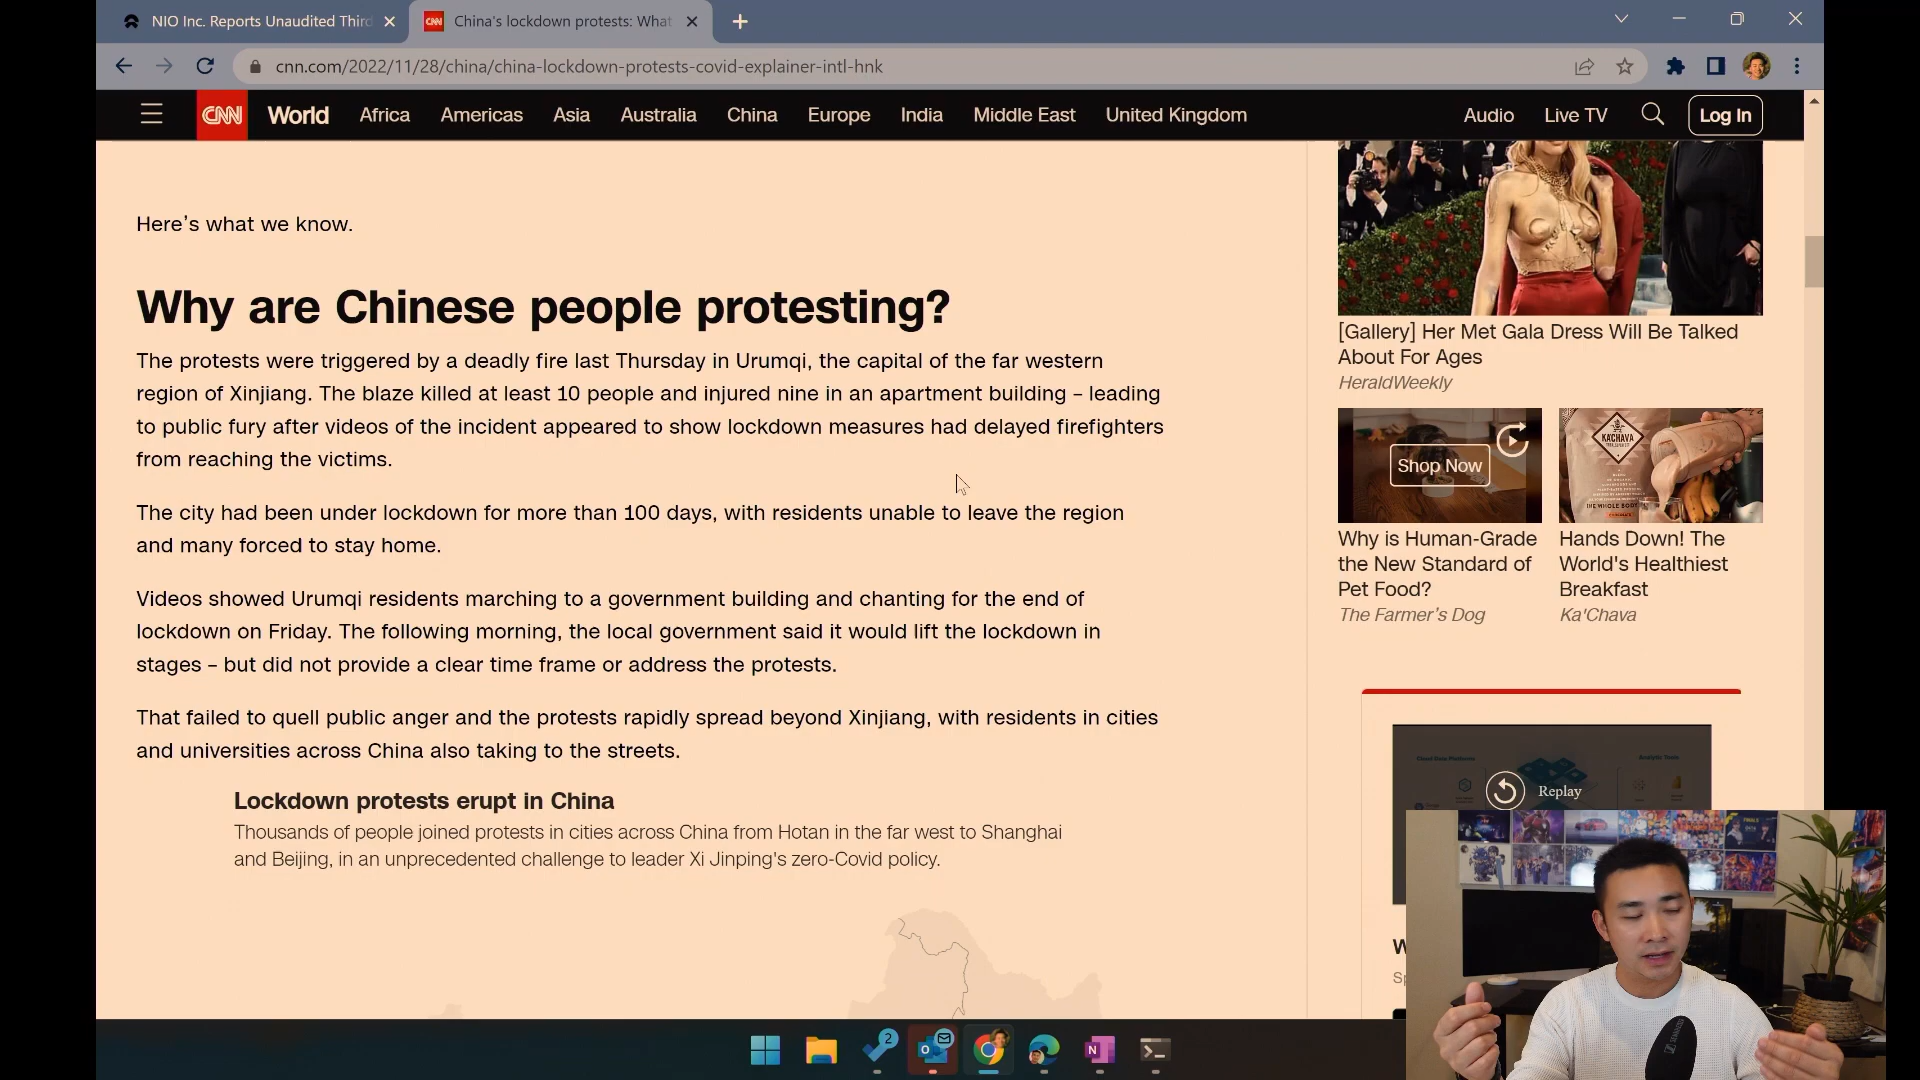 NIO Inc. Reports Unaudited Third
China's lockdown protests: What
cnn.com/2022/11/28/china/china-lockdown-protests-covid-explainer-intl-hnk
CNN World Africa Americas Asia Australia China Europe India Middle East United Kingdom Audio Live TV Log In
Here's what we know.
Why are Chinese people protesting?
The protests were triggered by a deadly fire last Thursday in Urumqi, the capital of the far western
region of Xinjiang. The blaze killed at least 10 people and injured nine in an apartment building – leading
to public fury after videos of the incident appeared to show lockdown measures had delayed firefighters
from reaching the victims.
The city had been under lockdown for more than 100 days, with residents unable to leave the region
and many forced to stay home.
Videos showed Urumqi residents marching to a government building and chanting for the end of
lockdown on Friday. The following morning, the local government said it would lift the lockdown in
stages – but did not provide a clear time frame or address the protests.
That failed to quell public anger and the protests rapidly spread beyond Xinjiang, with residents in cities
and universities across China also taking to the streets.
Lockdown protests erupt in China
Thousands of people joined protests in cities across China from Hotan in the far west to Shanghai
and Beijing, in an unprecedented challenge to leader Xi Jinping's zero-Covid policy.
[Gallery] Her Met Gala Dress Will Be Talked
About For Ages
HeraldWeekly
Shop Now
Why is Human-Grade
the New Standard of
Pet Food?
The Farmer's Dog
KA'CHAVA
Hands Down! The
World's Healthiest
Breakfast
Ka'Chava
Cloud Data Platforms
Analytic Tools
Replay
W
Sp
2